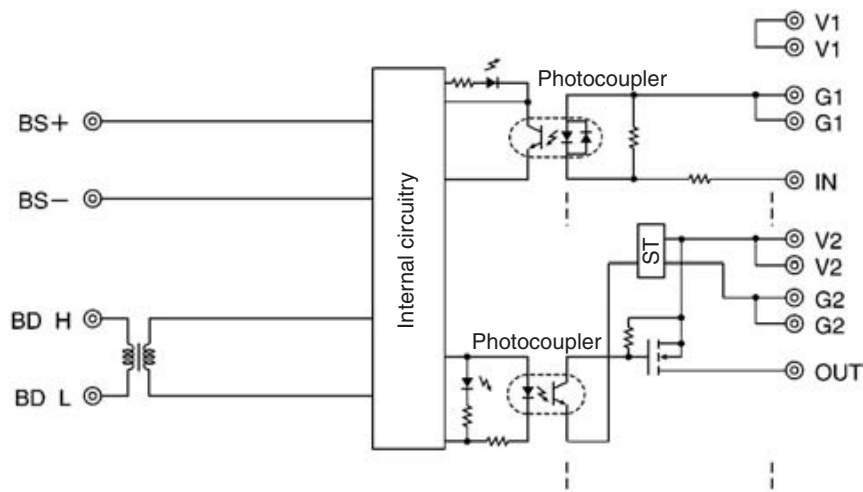 V1
V1
Photocoupler
G1
G1
BS+
IN
BS−
Internal circuitry
ST
V2
V2
G2
G2
BD H
Photocoupler
OUT
BD L